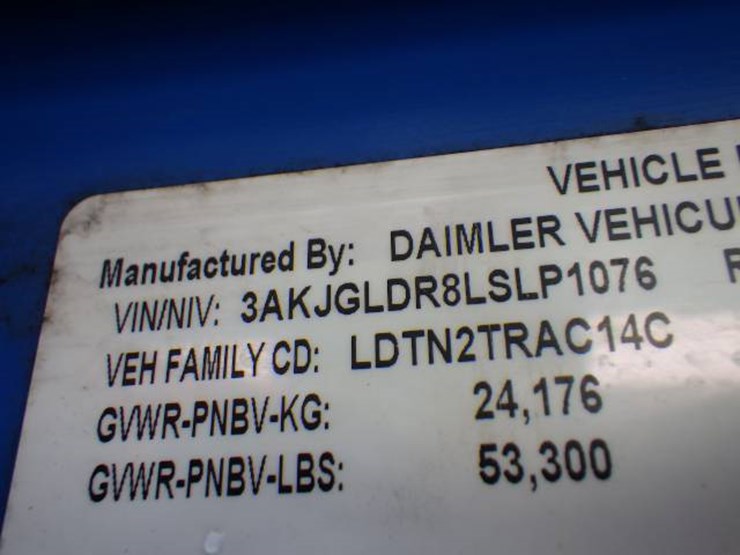 VEHICLE
Manufactured By: DAIMLER VEHICU
VIN/NIV: 3AKJGLDR8LSLP1076
VEH FAMILY CD: LDTN2TRAC14C
GVWR-PNBV-KG: 24,176
GVWR-PNBV-LBS: 53,300